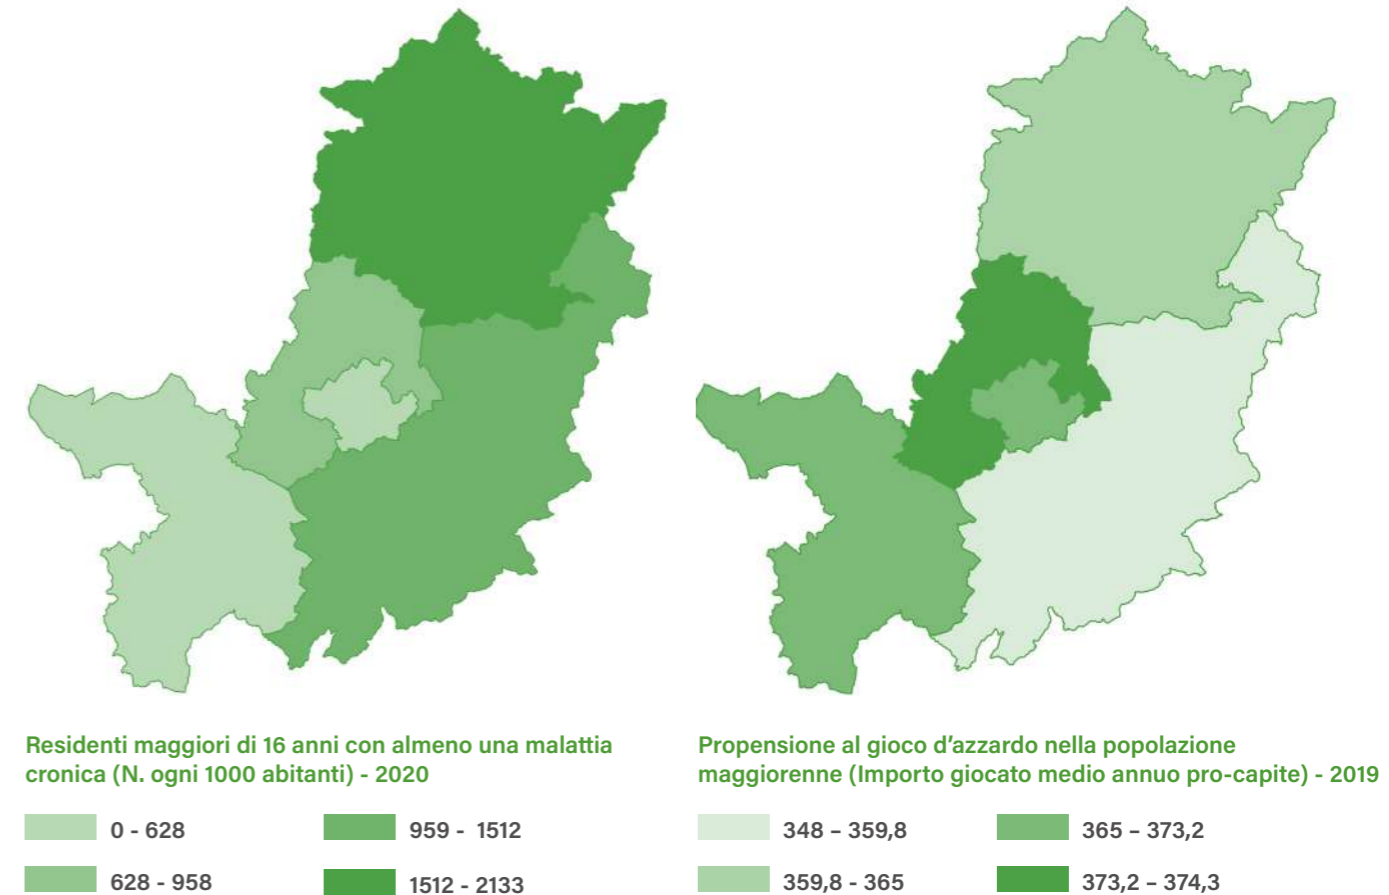 Residenti maggiori di 16 anni con almeno una malattia
cronica (N. ogni 1000 abitanti) - 2020
0 - 628
959 - 1512
628 - 958
1512 - 2133
Propensione al gioco d'azzardo nella popolazione
maggiorenne (Importo giocato medio annuo pro-capite) - 2019
348 – 359,8
365 – 373,2
359,8 - 365
373,2 – 374,3